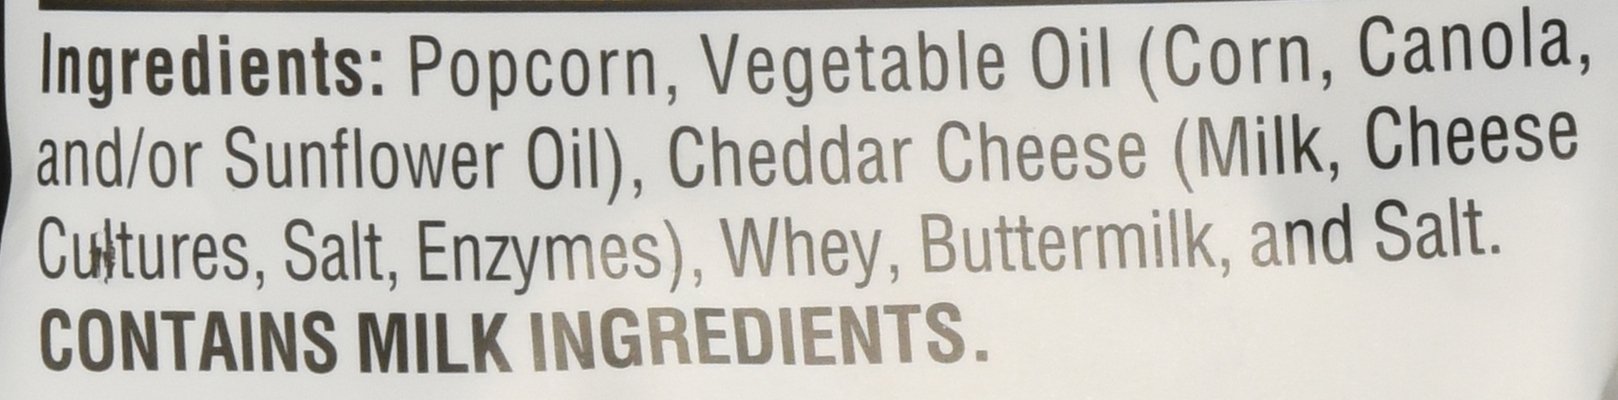 Ingredients: Popcorn, Vegetable Oil (Corn, Canola,
and/or Sunflower Oil), Cheddar Cheese (Milk, Cheese
Cultures, Salt, Enzymes), Whey, Buttermilk, and Salt.
CONTAINS MILK INGREDIENTS.